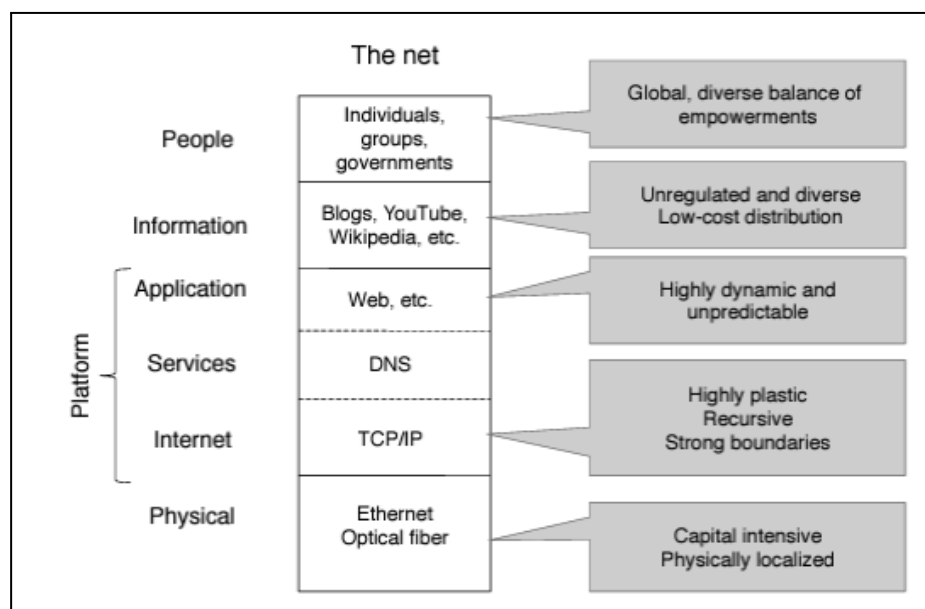 The net
People
Individuals,
groups,
governments
Global, diverse balance of
empowerments
Information
Blogs, YouTube,
Wikipedia, etc.
Unregulated and diverse
Low-cost distribution
Platform
Application
Web, etc.
Highly dynamic and
unpredictable
Services
DNS
Internet
TCP/IP
Highly plastic
Recursive
Strong boundaries
Physical
Ethernet
Optical fiber
Capital intensive
Physically localized